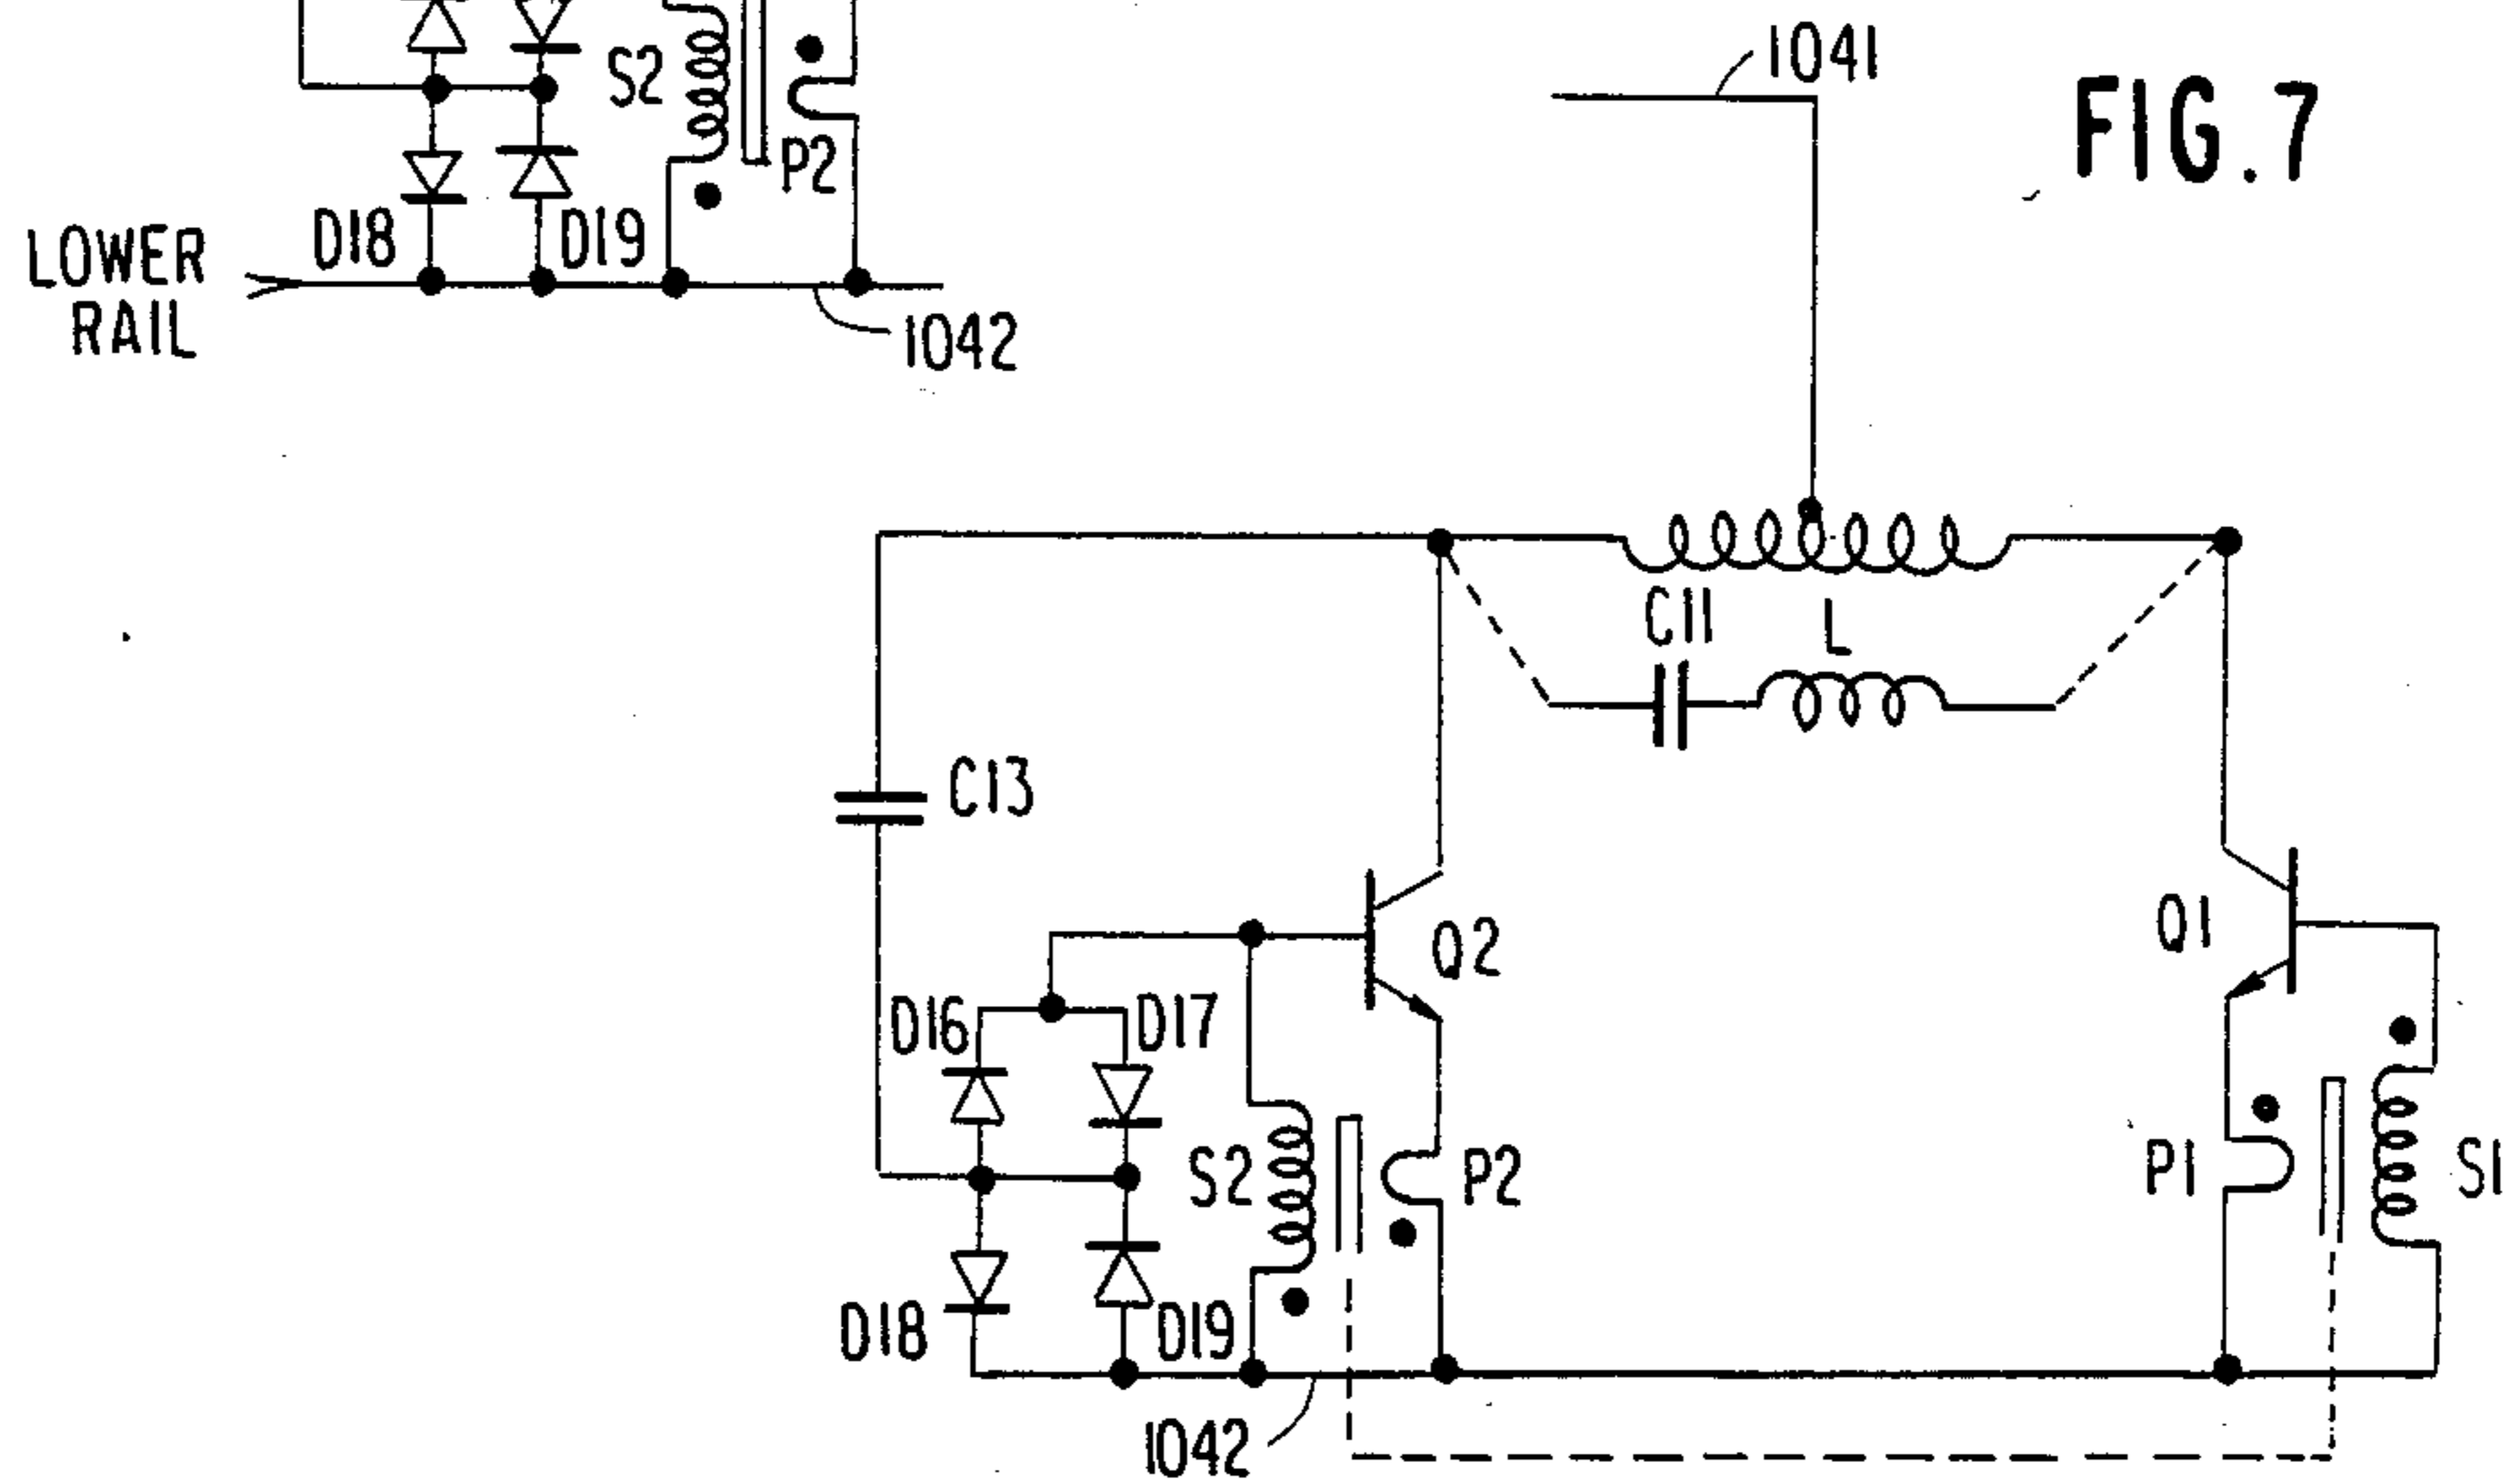 1041
FIG.7
S2
P2
D18
D19
LOWER
RAIL
1042
C11
L
C13
Q2
Q1
D16
D17
S2
P2
P1
S1
D18
D19
1042